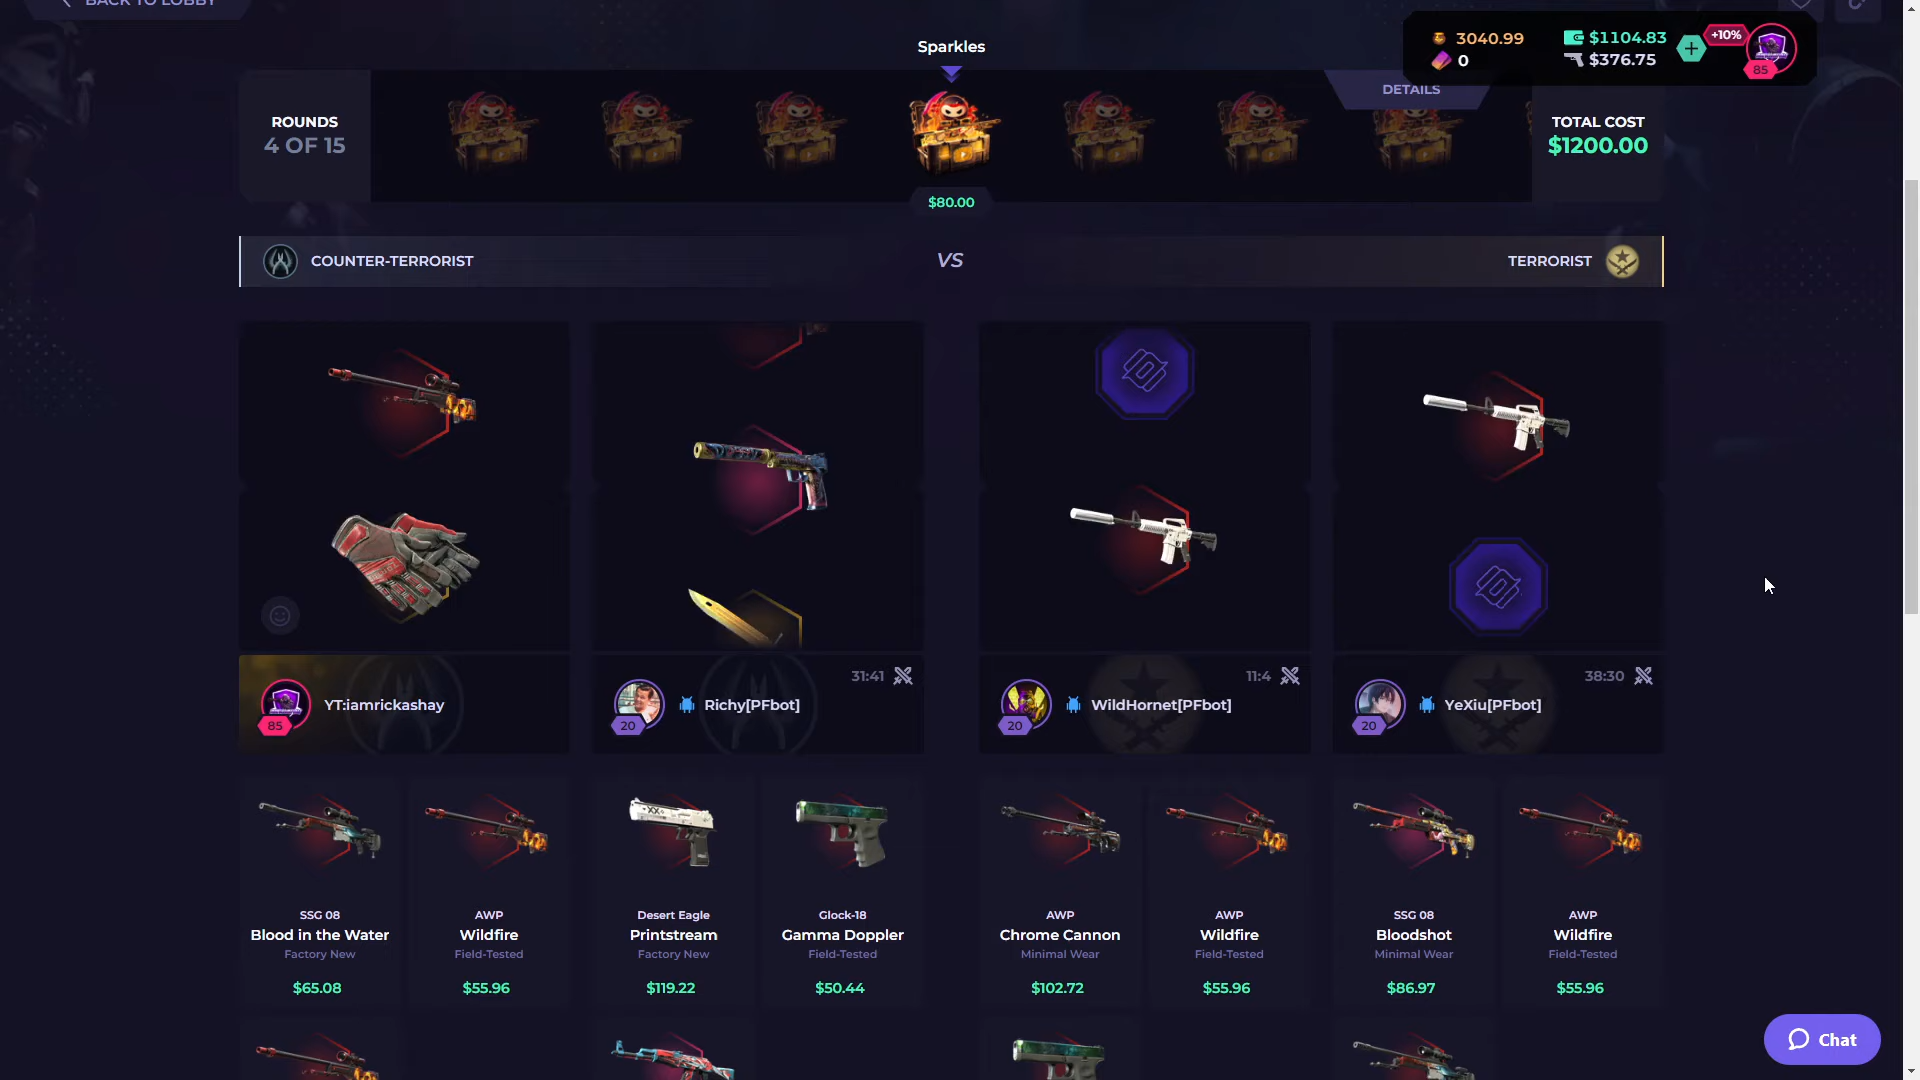 BACK TO LOBBY
3040.99
0
$1104.83
$376.75
+10%
85
Sparkles
DETAILS
ROUNDS
4 OF 15
TOTAL COST
$1200.00
$80.00
COUNTER-TERRORIST
VS
TERRORIST
85
YT:iamrickashay
31:41
20
Richy[PFbot]
11:4
20
WildHornet[PFbot]
38:30
20
YeXiu[PFbot]
SSG 08
Blood in the Water
Factory New
$65.08
AWP
Wildfire
Field-Tested
$55.96
Desert Eagle
Printstream
Factory New
$119.22
Glock-18
Gamma Doppler
Field-Tested
$50.44
AWP
Chrome Cannon
Minimal Wear
$102.72
AWP
Wildfire
Field-Tested
$55.96
SSG 08
Bloodshot
Minimal Wear
$86.97
AWP
Wildfire
Field-Tested
$55.96
Chat